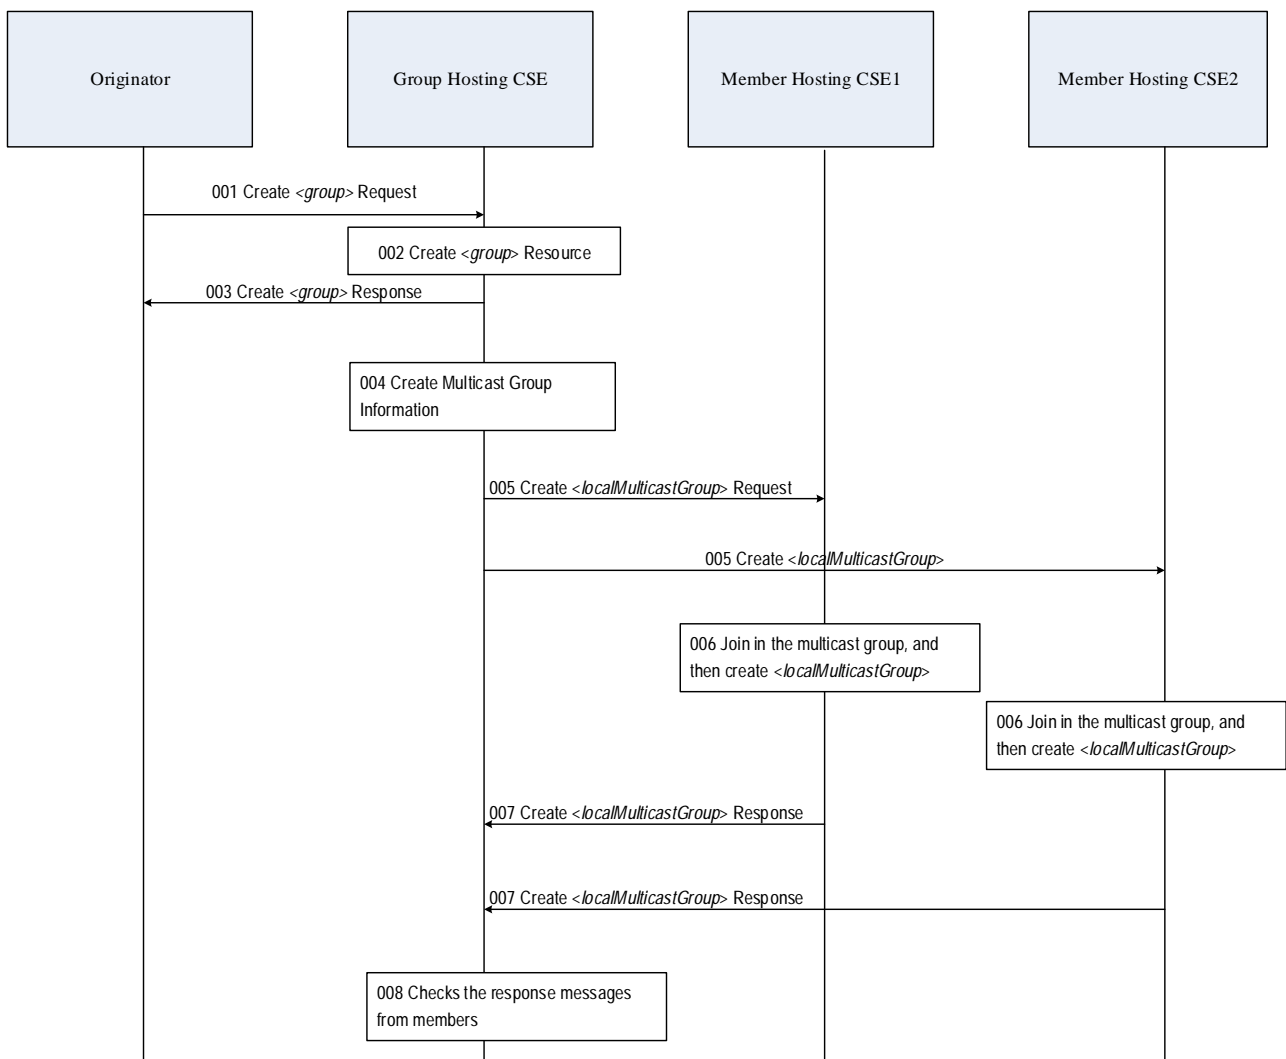 Originator
Group Hosting CSE
Member Hosting CSE1
Member Hosting CSE2
001 Create <group> Request
002 Create <group> Resource
003 Create <group> Response
004 Create Multicast Group
Information
005 Create <localMulticastGroup> Request
005 Create <localMulticastGroup>
006 Join in the multicast group, and
then create <localMulticastGroup>
006 Join in the multicast group, and
then create <localMulticastGroup>
007 Create <localMulticastGroup> Response
007 Create <localMulticastGroup> Response
008 Checks the response messages
from members